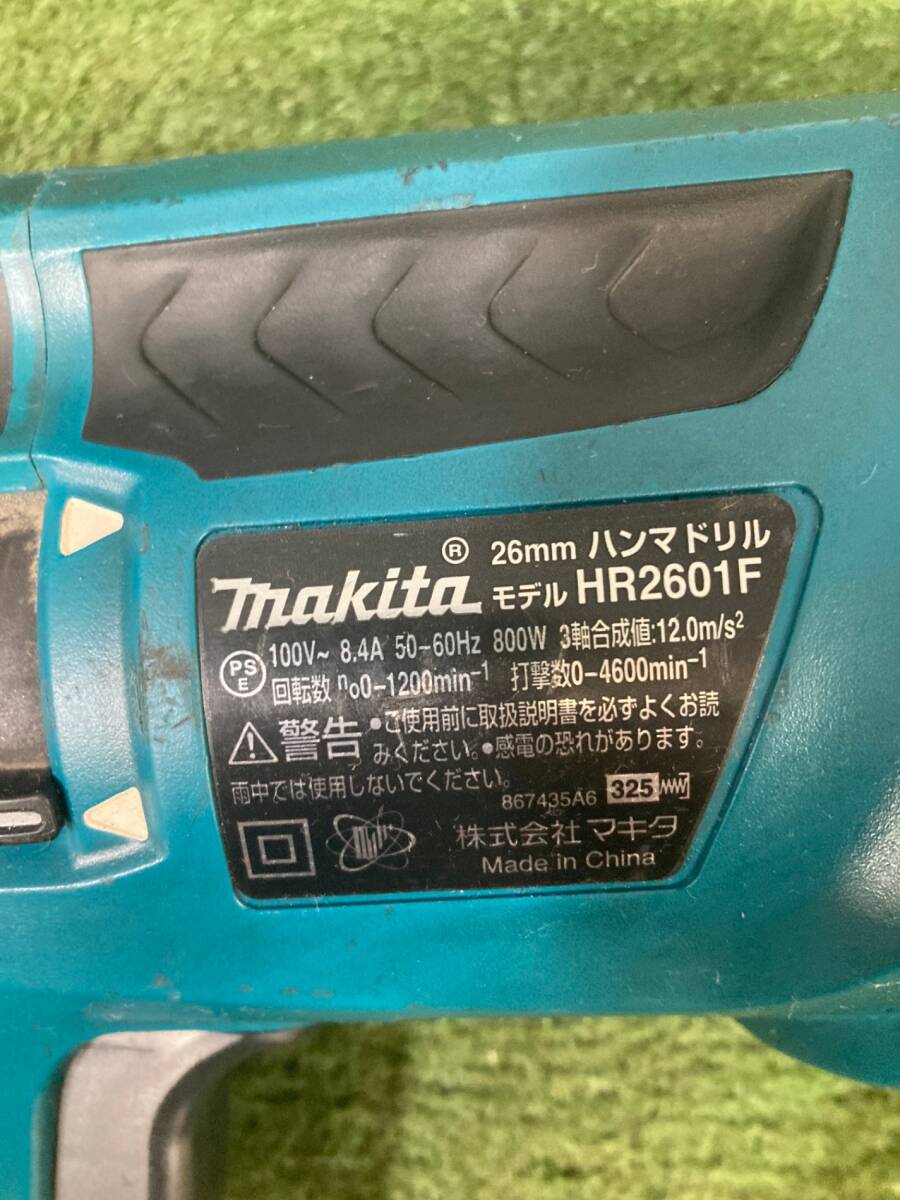 makita®
26mm ハンマドリル
モデル HR2601F
100V~ 8.4A 50-60Hz 800W 3軸合成値:12.0m/s²
PSE
回転数 n₀0-1200min⁻¹ 打撃数0-4600min⁻¹
警告 •ご使用前に取扱説明書を必ずよくお読
みください。•感電の恐れがあります。
雨中では使用しないでください。
867435A6 325
株式会社 マキタ
Made in China